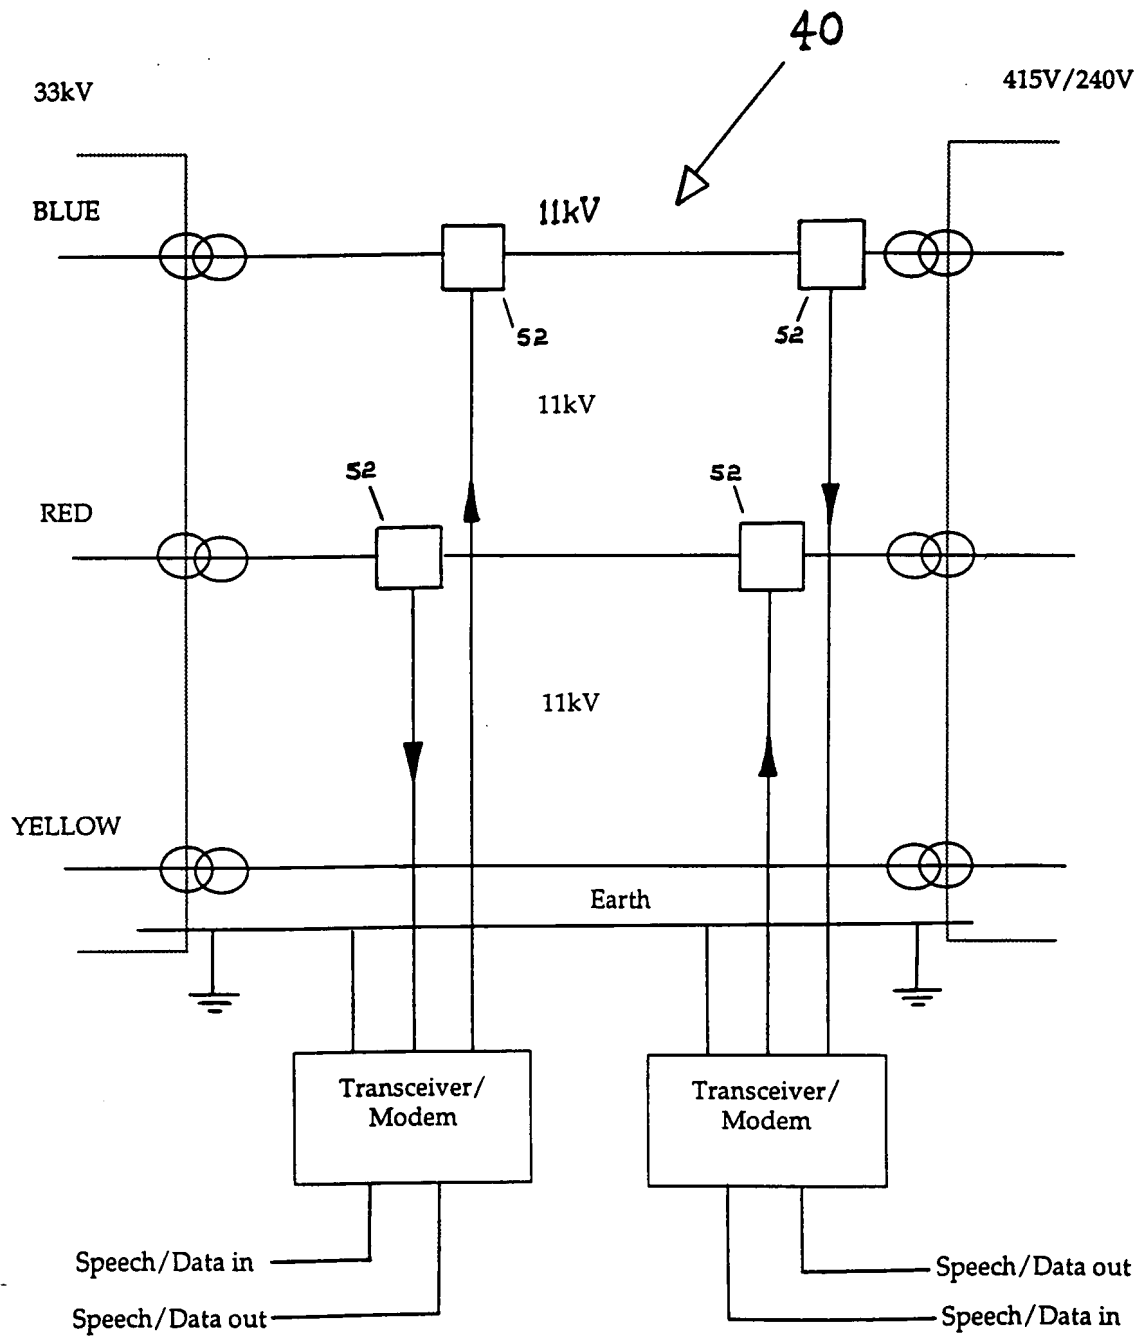 40
33kV
415V/240V
BLUE
11kV
52
52
11kV
52
52
RED
11kV
YELLOW
Earth
Transceiver/
Modem
Transceiver/
Modem
Speech/Data in
Speech/Data out
Speech/Data out
Speech/Data in